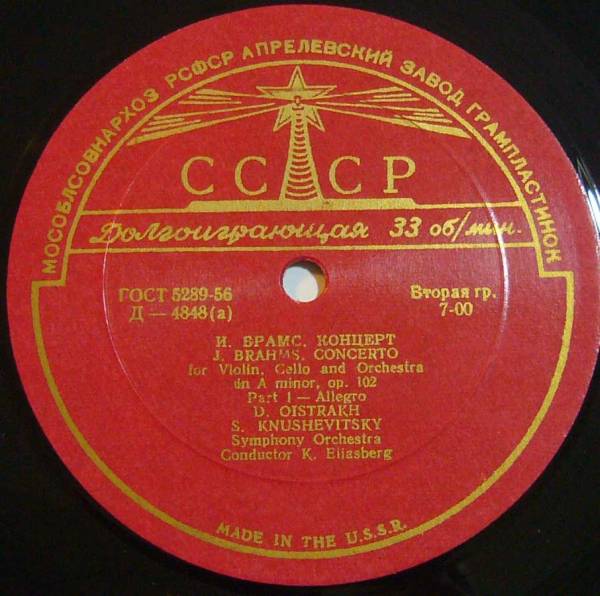 МОСОБЛСОВНАРХОЗ РСФСР АПРЕЛЕВСКИЙ ЗАВОД ГРАМПЛАСТИНОК
СССР
Долгоиграющая 33 об/мин.
ГОСТ 5289-56
Д — 4848(а)
Вторая гр.
7-00
И. БРАМС, КОНЦЕРТ
J. BRAHMS, CONCERTO
for Violin, Cello and Orchestra
dn A minor, op. 102
Part I — Allegro
D. OISTRAKH
S. KNUSHEVITSKY
Symphony Orchestra
Conductor K. Eliasberg
MADE IN THE U.S.S.R.